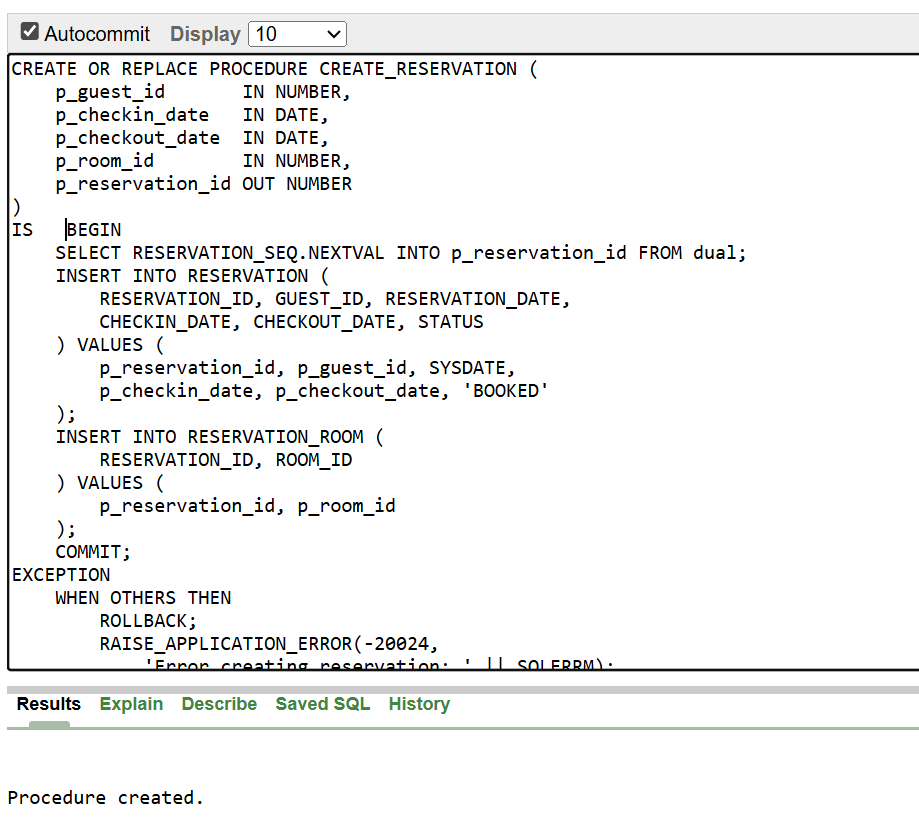 Autocommit Display 10
CREATE OR REPLACE PROCEDURE CREATE_RESERVATION (
    p_guest_id       IN NUMBER,
    p_checkin_date   IN DATE,
    p_checkout_date  IN DATE,
    p_room_id        IN NUMBER,
    p_reservation_id OUT NUMBER
)
IS   BEGIN
    SELECT RESERVATION_SEQ.NEXTVAL INTO p_reservation_id FROM dual;
    INSERT INTO RESERVATION (
        RESERVATION_ID, GUEST_ID, RESERVATION_DATE,
        CHECKIN_DATE, CHECKOUT_DATE, STATUS
    ) VALUES (
        p_reservation_id, p_guest_id, SYSDATE,
        p_checkin_date, p_checkout_date, 'BOOKED'
    );
    INSERT INTO RESERVATION_ROOM (
        RESERVATION_ID, ROOM_ID
    ) VALUES (
        p_reservation_id, p_room_id
    );
    COMMIT;
EXCEPTION
    WHEN OTHERS THEN
        ROLLBACK;
        RAISE_APPLICATION_ERROR(-20024,
            'Error creating reservation: ' || SQLERRM);
Results Explain Describe Saved SQL History
Procedure created.